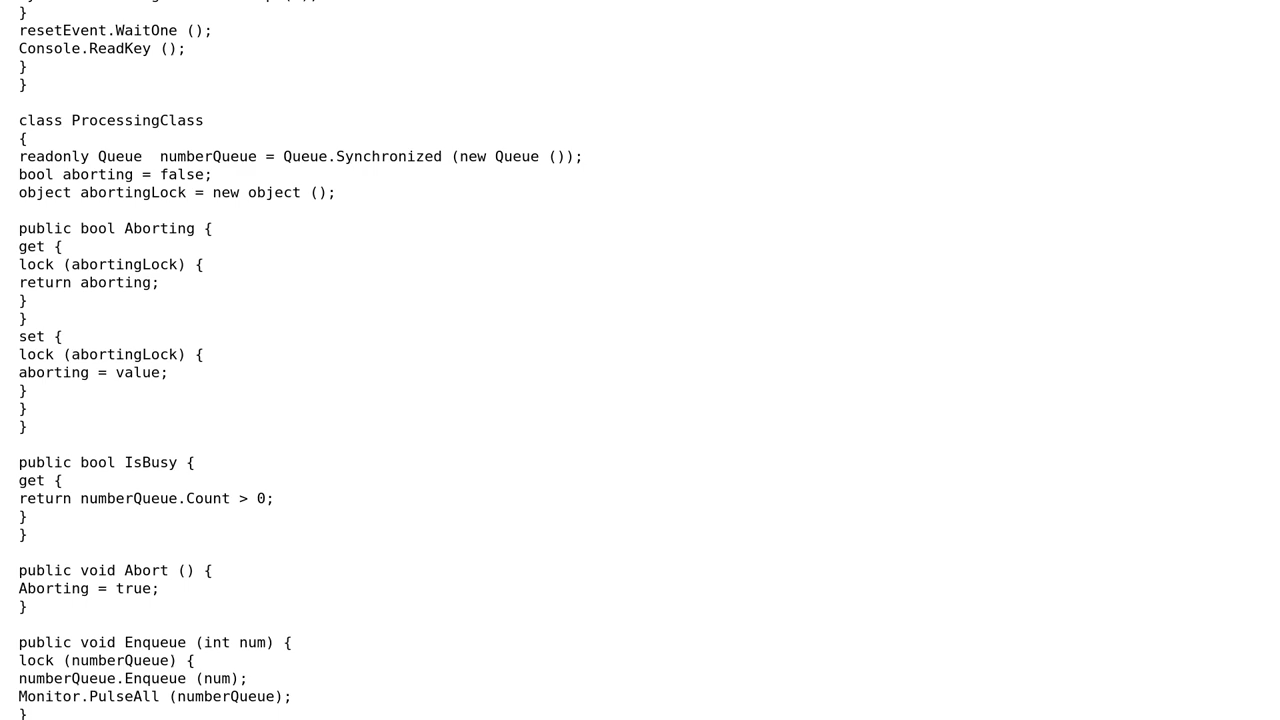 }
resetEvent.WaitOne ();
Console.ReadKey ();
}
}
class ProcessingClass
{
readonly Queue  numberQueue = Queue.Synchronized (new Queue ());
bool aborting = false;
object abortingLock = new object ();
public bool Aborting {
get {
lock (abortingLock) {
return aborting;
}
}
set {
lock (abortingLock) {
aborting = value;
}
}
}
public bool IsBusy {
get {
return numberQueue.Count > 0;
}
}
public void Abort () {
Aborting = true;
}
public void Enqueue (int num) {
lock (numberQueue) {
numberQueue.Enqueue (num);
Monitor.PulseAll (numberQueue);
}